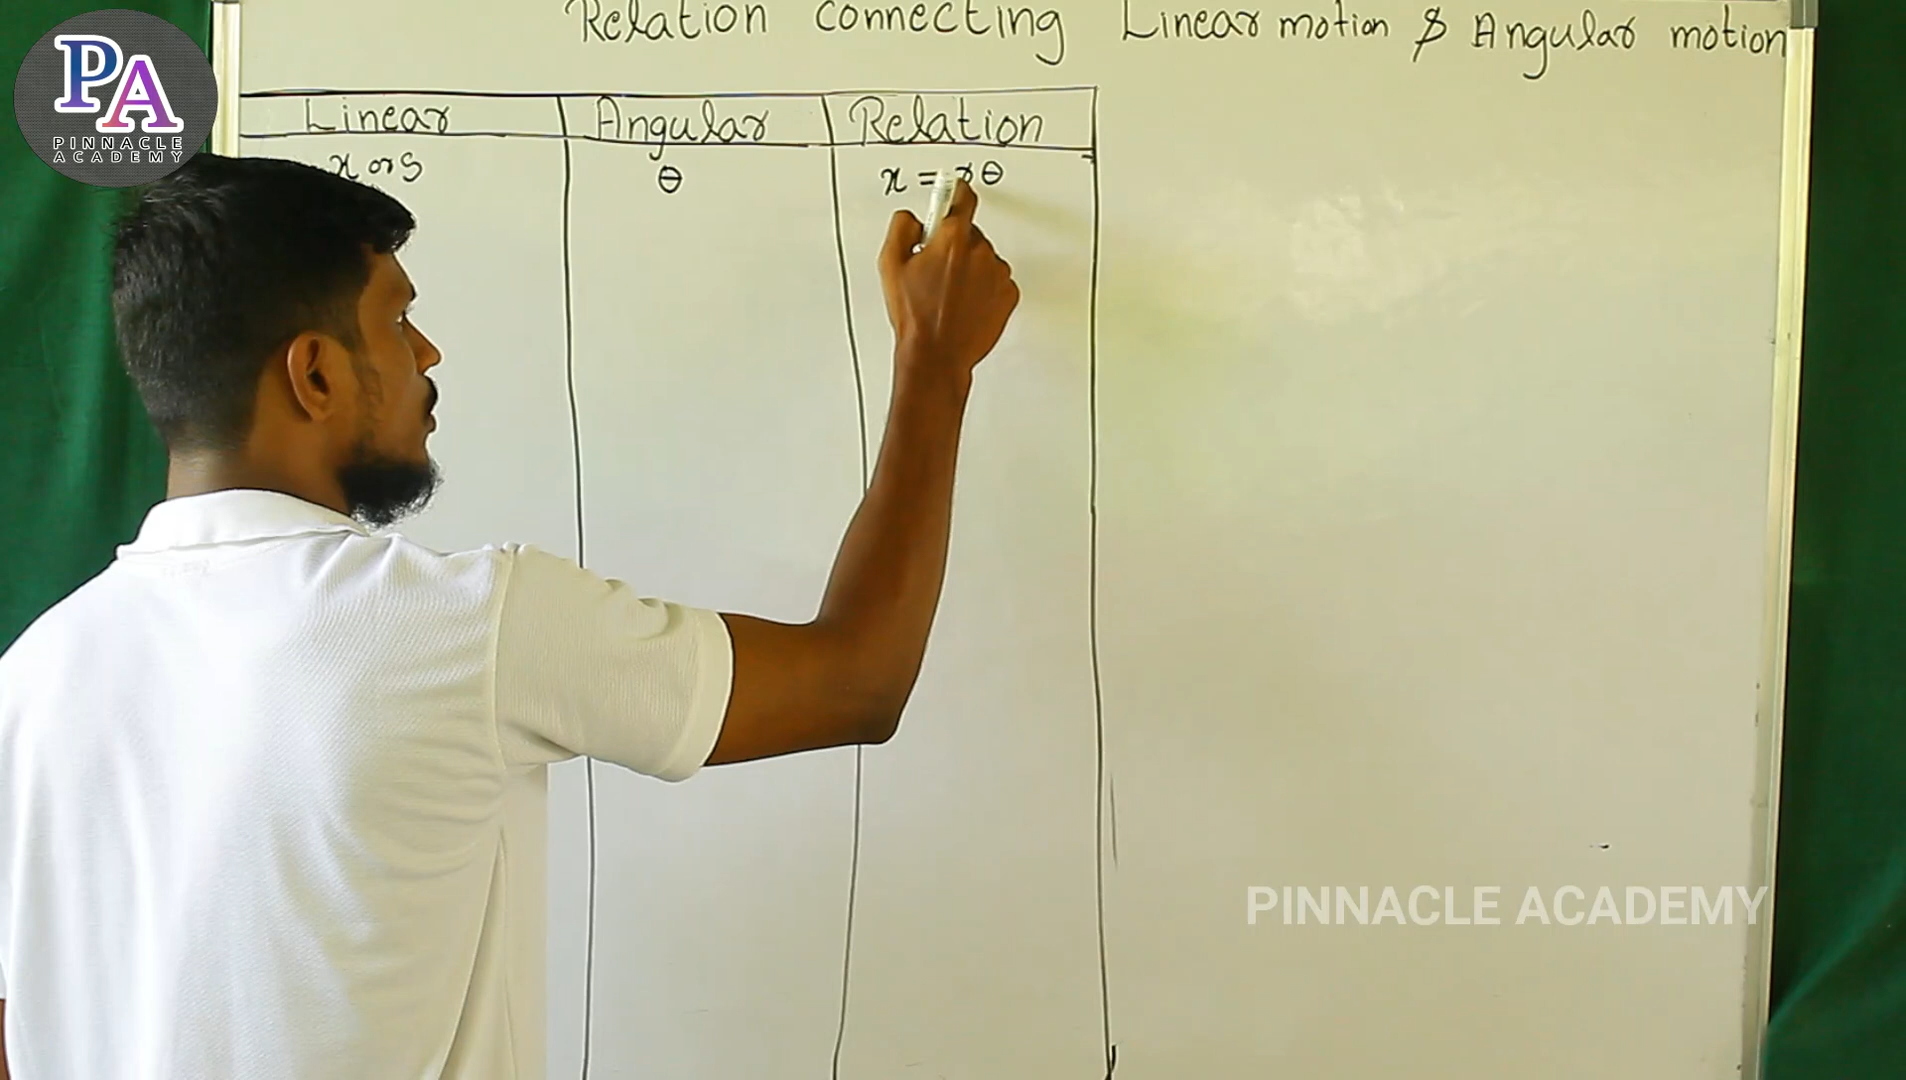 Relation connecting Linear motion & Angular motion
PA
PINNACLE
ACADEMY
Linear Angular Relation
x or S θ x = rθ
PINNACLE ACADEMY